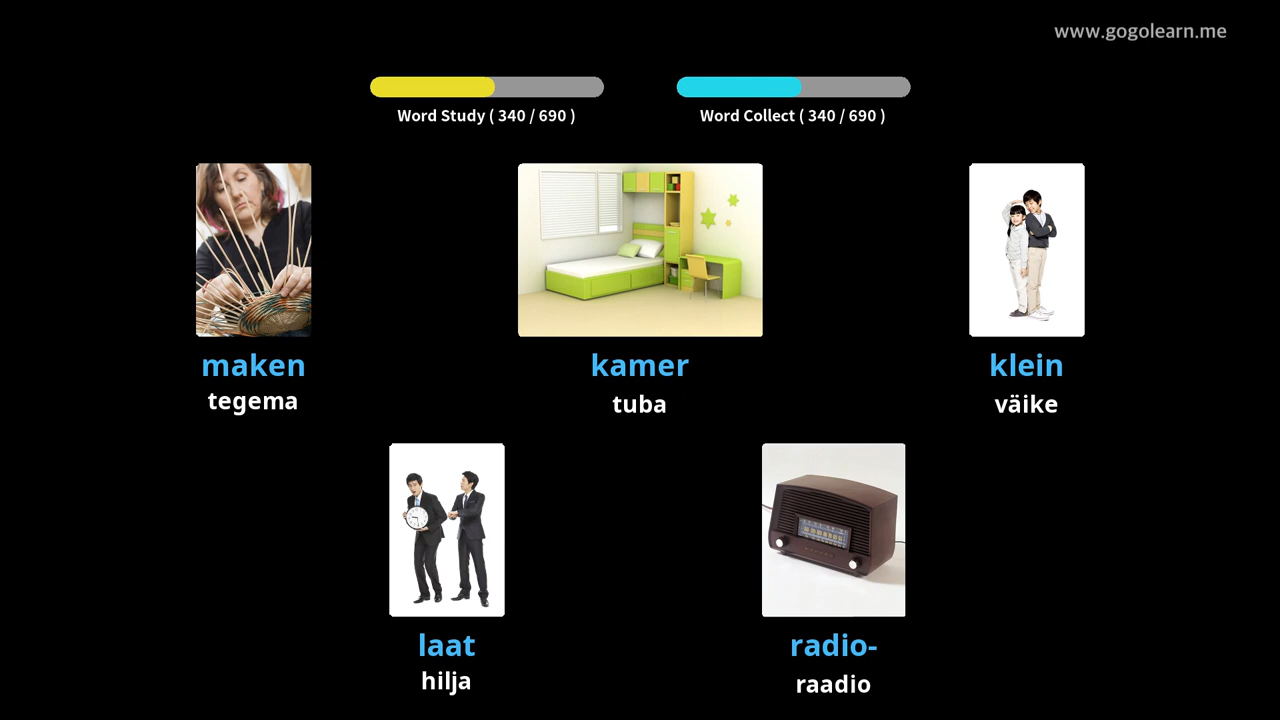 www.gogolearn.me
Word Study ( 340 / 690 )
Word Collect ( 340 / 690 )
maken
tegema
kamer
tuba
klein
väike
laat
hilja
radio-
raadio